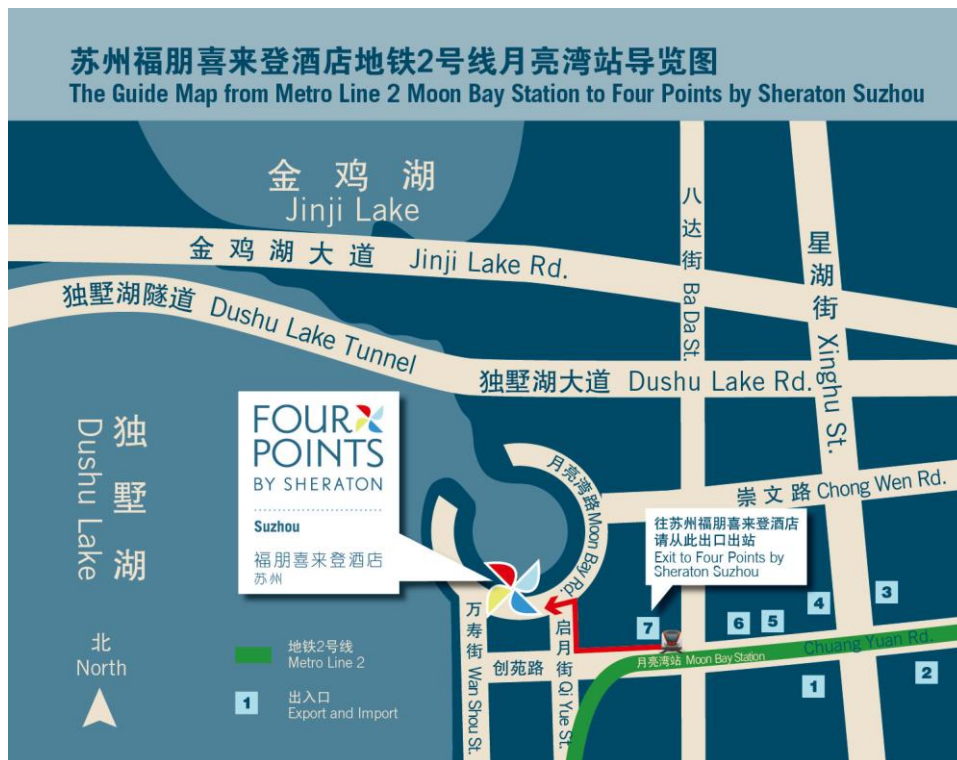 苏州福朋喜来登酒店地铁2号线月亮湾站导览图
The Guide Map from Metro Line 2 Moon Bay Station to Four Points by Sheraton Suzhou
金鸡湖
Jinji Lake
金鸡湖大道 Jinji Lake Rd.
八达街 Ba Da St.
星湖街 Xinghu St.
独墅湖隧道 Dushu Lake Tunnel
独墅湖大道 Dushu Lake Rd.
独墅湖
Dushu Lake
FOUR
POINTS
BY SHERATON
Suzhou
福朋喜来登酒店
苏州
月亮湾路 Moon Bay Rd.
崇文路 Chong Wen Rd.
往苏州福朋喜来登酒店
请从此出口出站
Exit to Four Points by
Sheraton Suzhou
7
6
5
4
3
1
2
月亮湾站 Moon Bay Station
Chuang Yuan Rd.
万寿街 Wan Shou St.
创苑路
启月街 Qi Yue St.
北
North
地铁2号线
Metro Line 2
1
出入口
Export and Import